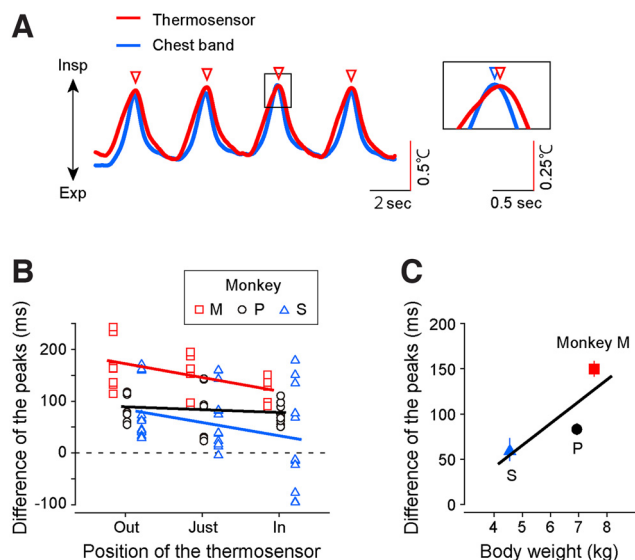 A
Thermosensor
Chest band
Insp
Exp
2 sec
0.5℃
0.5 sec
0.25℃
B
Monkey
M P S
Difference of the peaks (ms)
200
100
0
-100
Out Just In
Position of the thermosensor
C
Difference of the peaks (ms)
200
150
100
50
0
Monkey M
P
S
4 5 6 7 8
Body weight (kg)